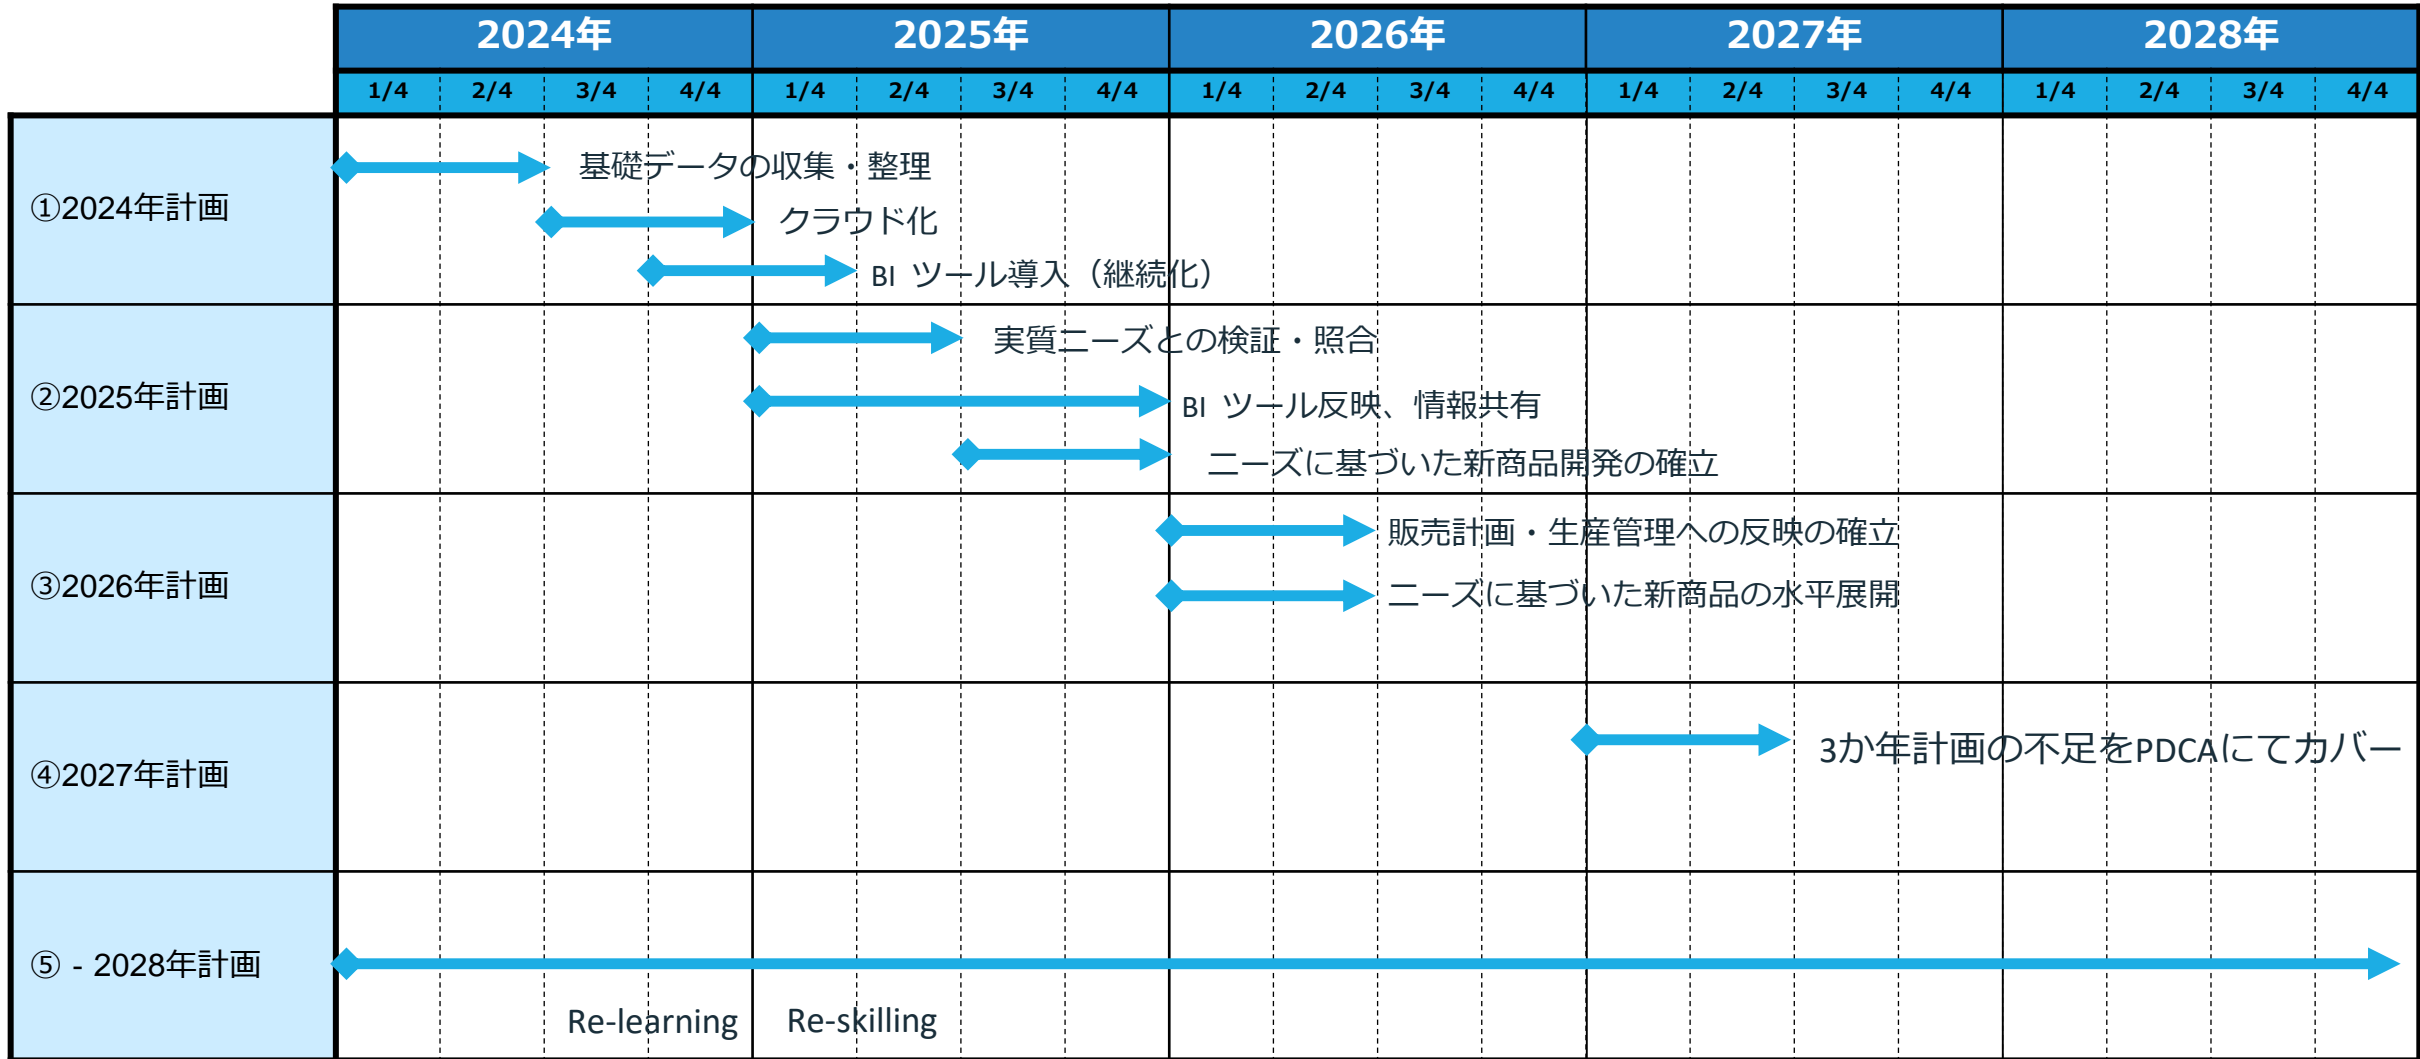 2024年 2025年 2026年 2027年 2028年
1/4 2/4 3/4 4/4 1/4 2/4 3/4 4/4 1/4 2/4 3/4 4/4 1/4 2/4 3/4 4/4 1/4 2/4 3/4 4/4
①2024年計画
基礎データの収集・整理
クラウド化
BI ツール導入（継続化）
②2025年計画
実質ニーズとの検証・照合
BI ツール反映、情報共有
ニーズに基づいた新商品開発の確立
③2026年計画
販売計画・生産管理への反映の確立
ニーズに基づいた新商品の水平展開
④2027年計画
3か年計画の不足をPDCAにてカバー
⑤ - 2028年計画
Re-learning Re-skilling